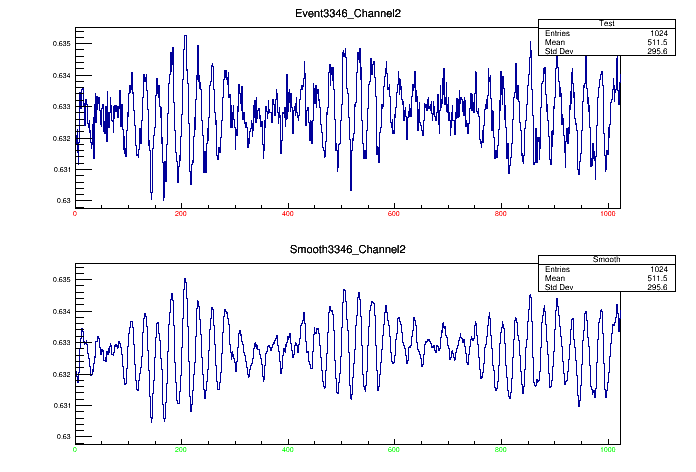 Event3346_Channel2
Test
Entries 1024
Mean 511.5
Std Dev 295.6
0.635
0.634
0.633
0.632
0.631
0.63
0 200 400 600 800 1000
Smooth3346_Channel2
Smooth
Entries 1024
Mean 511.5
Std Dev 295.6
0.635
0.634
0.633
0.632
0.631
0.63
0 200 400 600 800 1000